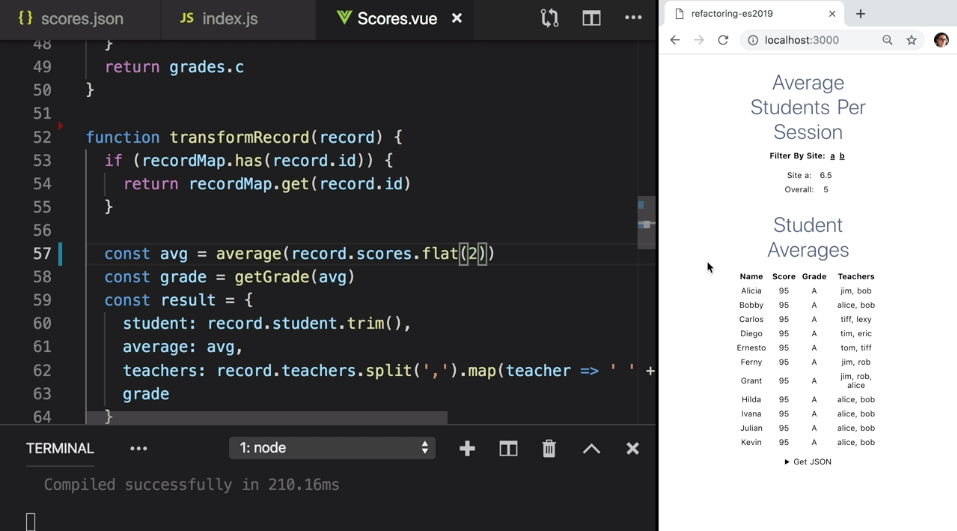 {} scores.json JS index.js Scores.vue ×
48 }
49 return grades.c
50 }
51
52 function transformRecord(record) {
53 if (recordMap.has(record.id)) {
54 return recordMap.get(record.id)
55 }
56
57 const avg = average(record.scores.flat(2))
58 const grade = getGrade(avg)
59 const result = {
60 student: record.student.trim(),
61 average: avg,
62 teachers: record.teachers.split(',').map(teacher => ' ' +
63 grade
64 }
TERMINAL ••• 1: node
Compiled successfully in 210.16ms
refactoring-es2019
localhost:3000
Average
Students Per
Session
Filter By Site: a b
Site a: 6.5
Overall: 5
Student
Averages
Name Score Grade Teachers
Alicia 95 A jim, bob
Bobby 95 A alice, bob
Carlos 95 A tiff, lexy
Diego 95 A tim, eric
Ernesto 95 A tom, tiff
Ferny 95 A jim, rob
Grant 95 A jim, rob,
alice
Hilda 95 A alice, bob
Ivana 95 A alice, bob
Julian 95 A alice, bob
Kevin 95 A alice, bob
Get JSON